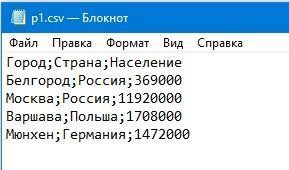 p1.csv — Блокнот
Файл Правка Формат Вид Справка
Город;Страна;Население
Белгород;Россия;369000
Москва;Россия;11920000
Варшава;Польша;1708000
Мюнхен;Германия;1472000